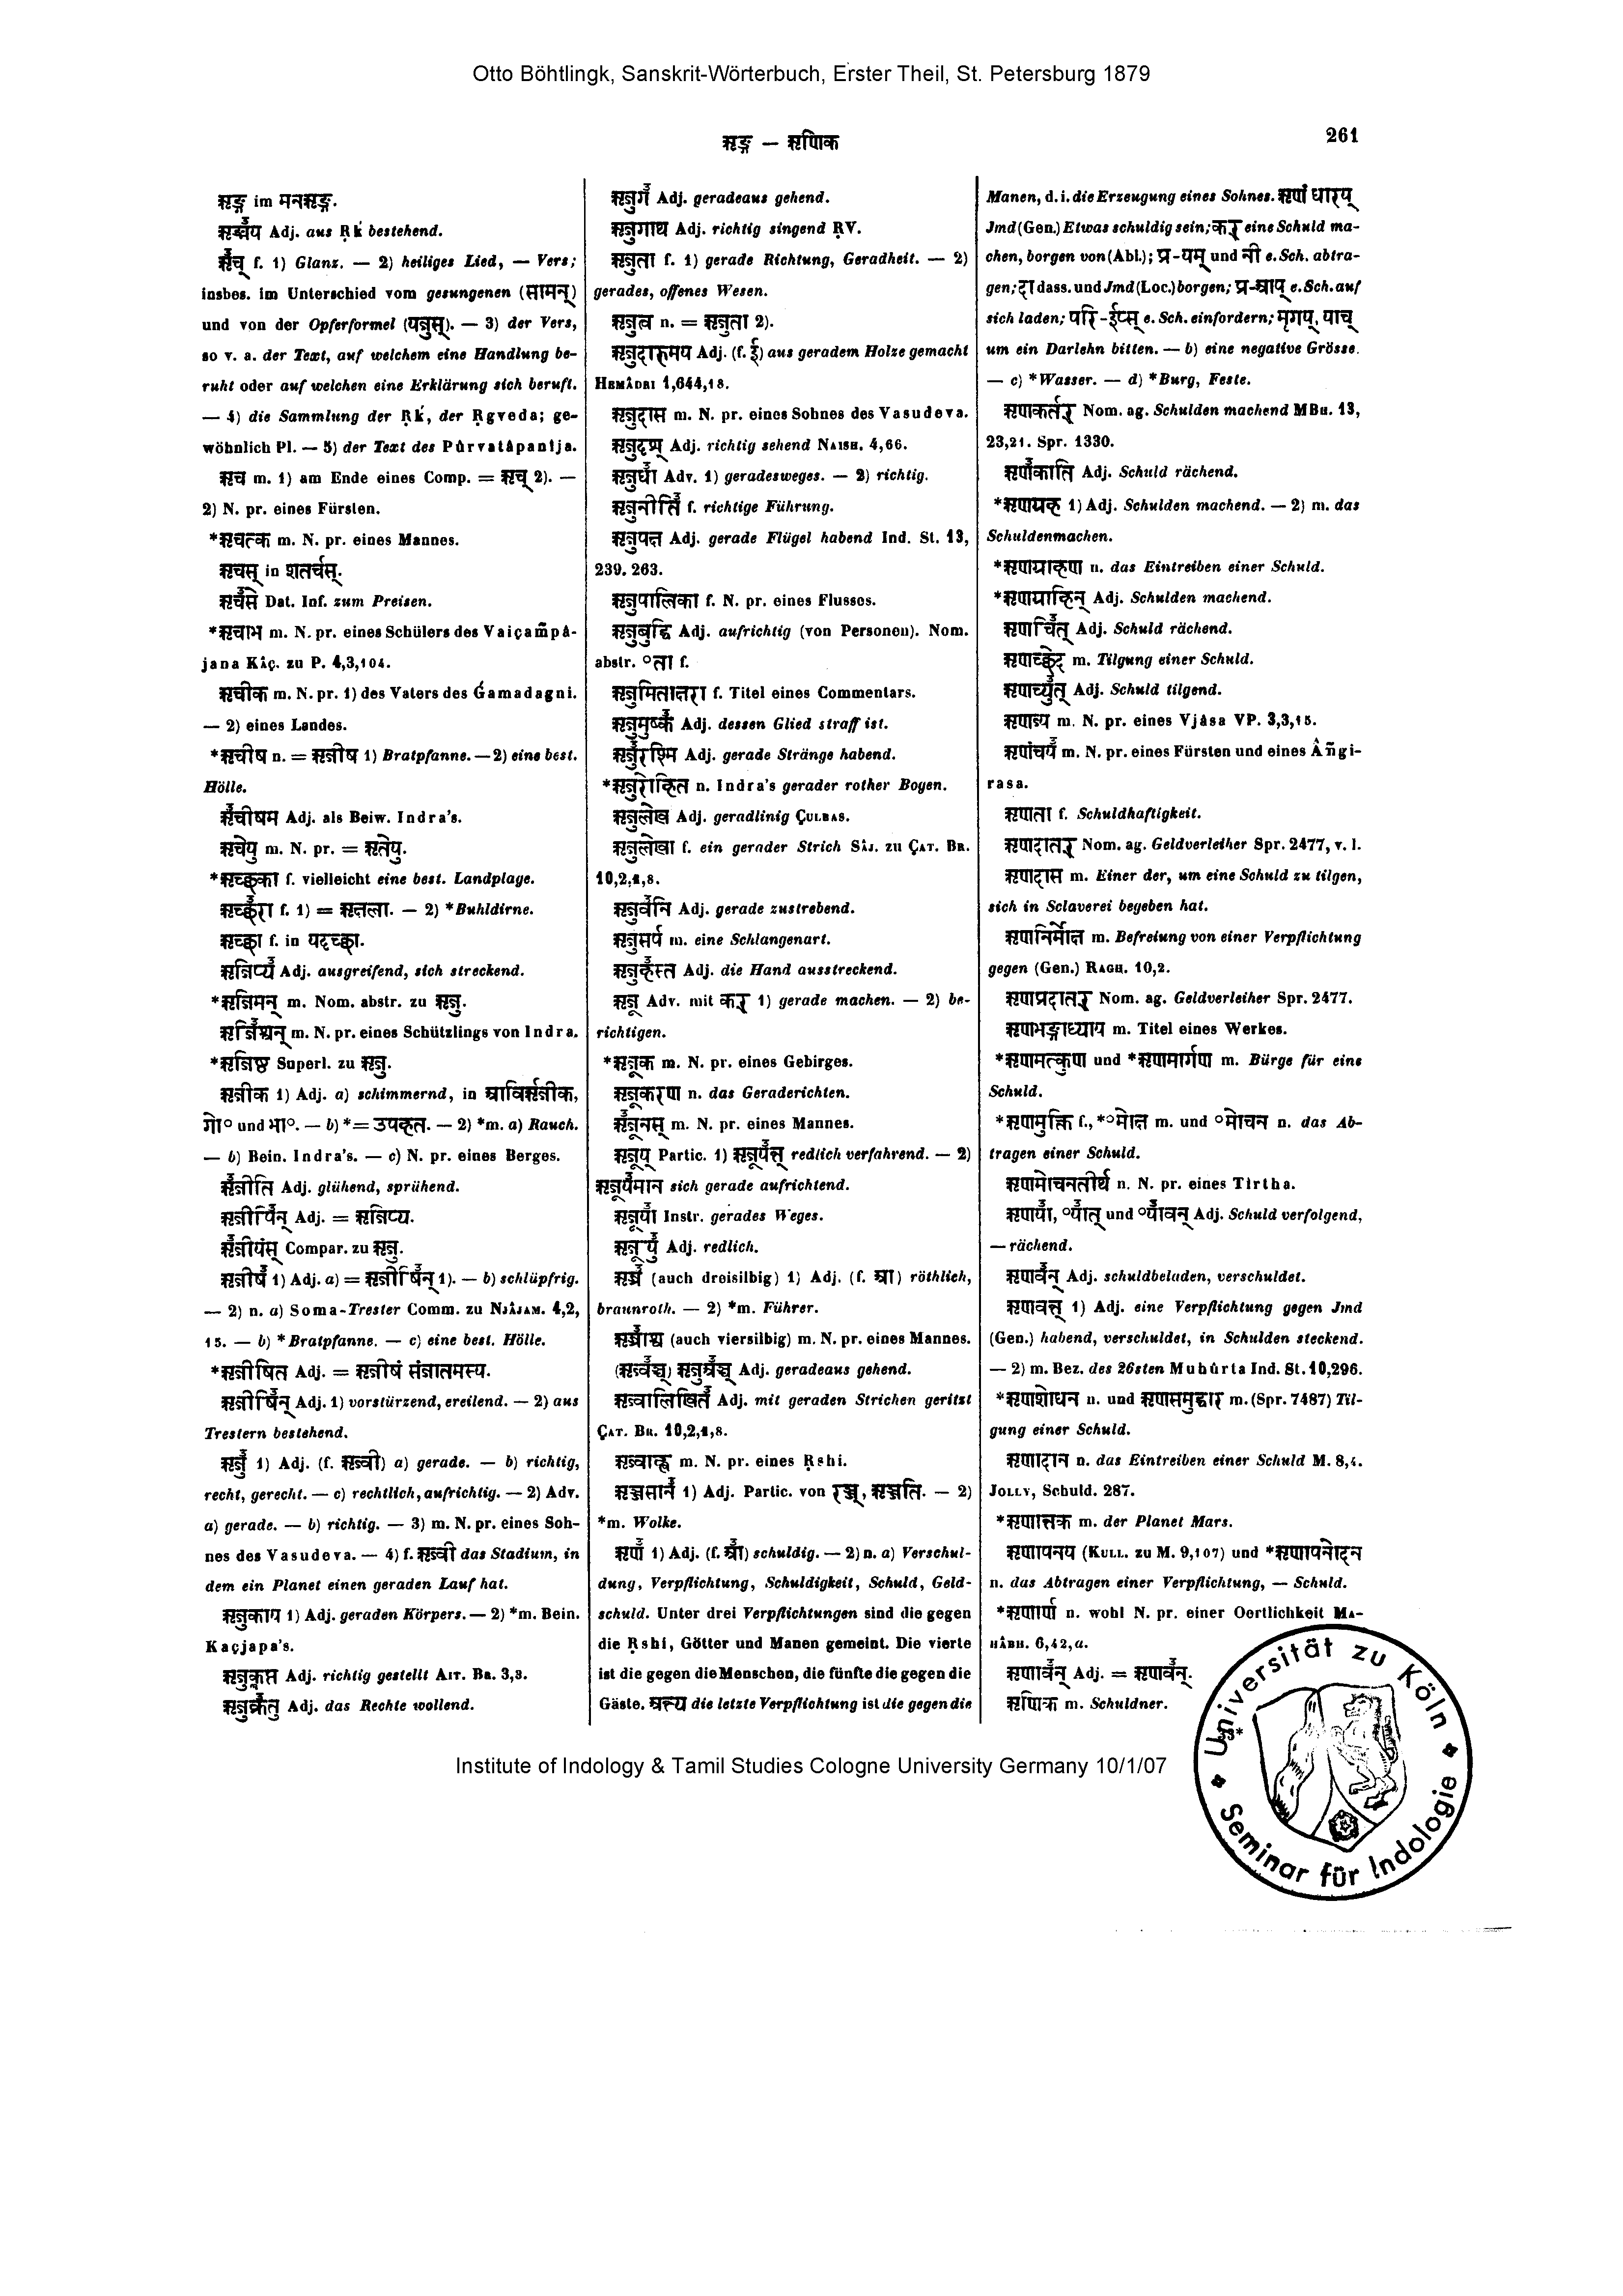 Otto Böhtlingk, Sanskrit-Wörterbuch, Erster Theil, St. Petersburg 1879
ऋङ्ग — ऋणिक
261
ऋङ्ग im मनऋङ्ग.
ऋङ्मय Adj. aus Ṛḱ bestehend.
ऋच् f. 1) Glanz. — 2) heiliges Lied, — Vers;
insbes. im Unterschied vom gesungenen (सामन्)
und von der Opferformel (यजुस्). — 3) der Vers,
so v. a. der Text, auf welchem eine Handlung be-
ruht oder auf welchen eine Erklärung sich beruft.
— 4) die Sammlung der Ṛḱ, der Ṛgveda; ge-
wöhnlich Pl. — 5) der Text des Pûrvatâpanîja.
ऋच m. 1) am Ende eines Comp. = ऋच् 2). —
2) N. pr. eines Fürsten.
*ऋचत्क m. N. pr. eines Mannes.
ऋचस् in शतर्चस्.
ऋचसे Dat. Inf. zum Preisen.
*ऋचाभ m. N. pr. eines Schülers des Vaiçam̃pâ-
jana Kâç. zu P. 4,3,104.
ऋचीक m. N. pr. 1) des Vaters des Ǵamadagni.
— 2) eines Landes.
*ऋचीष n. = ऋजीष 1) Bratpfanne. — 2) eine best.
Hölle.
ऋचीषम Adj. als Beiw. Indra's.
ऋचेयु m. N. pr. = ऋतेयु.
*ऋच्छका f. vielleicht eine best. Landplage.
ऋच्छरा f. 1) = ऋतला. — 2) *Buhldirne.
ऋच्छा f. in यदृच्छा.
ऋजिप्य Adj. ausgreifend, sich streckend.
*ऋजिमन् m. Nom. abstr. zu ऋजु.
ऋजिश्वन् m. N. pr. eines Schützlings von Indra.
*ऋजिष्ठ Superl. zu ऋजु.
ऋजीक 1) Adj. a) schimmernd, in आविर्ऋजीक,
गो° und भा°. — b) *= उपकृत. — 2) *m. a) Rauch.
— b) Bein. Indra's. — c) N. pr. eines Berges.
ऋजीति Adj. glühend, sprühend.
ऋजीपिन् Adj. = ऋजिप्य.
ऋजीयंस् Compar. zu ऋजु.
ऋजीष 1) Adj. a) = ऋजीषिन् 1). — b) schlüpfrig.
— 2) n. a) Soma-Trester Comm. zu Njâjam. 4,2,
15. — b) *Bratpfanne. — c) eine best. Hölle.
*ऋजीषित Adj. = ऋजीषं संजातमस्य.
ऋजीषिन् Adj. 1) vorstürzend, ereilend. — 2) aus
Trestern bestehend.
ऋजु 1) Adj. (f. ऋज्वी) a) gerade. — b) richtig,
recht, gerecht. — c) rechtlich, aufrichtig. — 2) Adv.
a) gerade. — b) richtig. — 3) m. N. pr. eines Soh-
nes des Vasudeva. — 4) f. ऋज्वी das Stadium, in
dem ein Planet einen geraden Lauf hat.
ऋजुकाय 1) Adj. geraden Körpers. — 2) *m. Bein.
Kaçjapa's.
ऋजुकॢप्त Adj. richtig gestellt Ait. Br. 3,3.
ऋजुक्रतु Adj. das Rechte wollend.
ऋजुग Adj. geradeaus gehend.
ऋजुगाथ Adj. richtig singend ṚV.
ऋजुता f. 1) gerade Richtung, Geradheit. — 2)
gerades, offenes Wesen.
ऋजुत्व n. = ऋजुता 2).
ऋजुदारुमय Adj. (f. ई) aus geradem Holze gemacht
Hemâdri 1,644,18.
ऋजुदास m. N. pr. eines Sohnes des Vasudeva.
ऋजुदृश् Adj. richtig sehend Naish. 4,66.
ऋजुधा Adv. 1) geradesweges. — 2) richtig.
ऋजुनीति f. richtige Führung.
ऋजुपक्ष Adj. gerade Flügel habend Ind. St. 13,
239. 263.
ऋजुपालिका f. N. pr. eines Flusses.
ऋजुबुद्धि Adj. aufrichtig (von Personen). Nom.
abstr. °ता f.
ऋजुमिताक्षरा f. Titel eines Commentars.
ऋजुमुष्क Adj. dessen Glied straff ist.
ऋजुरश्मि Adj. gerade Stränge habend.
*ऋजुरोहित n. Indra's gerader rother Bogen.
ऋजुलेख Adj. geradlinig Çulbas.
ऋजुलेखा f. ein gerader Strich Sâj. zu Çat. Br.
10,2,1,8.
ऋजुवनि Adj. gerade zustrebend.
ऋजुसर्प m. eine Schlangenart.
ऋजुहस्त Adj. die Hand ausstreckend.
ऋजू Adv. mit कर् 1) gerade machen. — 2) be-
richtigen.
*ऋजूक m. N. pr. eines Gebirges.
ऋजूकरण n. das Geraderichten.
ऋजूनस् m. N. pr. eines Mannes.
ऋजूय् Partic. 1) ऋजूयन्त् redlich verfahrend. — 2)
ऋजूयमान sich gerade aufrichtend.
ऋजूया Instr. gerades Weges.
ऋजूयु Adj. redlich.
ऋज्र (auch dreisilbig) 1) Adj. (f. आ) röthlich,
braunroth. — 2) *m. Führer.
ऋज्राश्व (auch viersilbig) m. N. pr. eines Mannes.
(ऋज्वञ्च्) ऋजुअञ्च् Adj. geradeaus gehend.
ऋज्वालिखित Adj. mit geraden Strichen geritzt
Çat. Br. 10,2,1,8.
ऋज्वाह्व m. N. pr. eines Ṛshi.
ऋञ्जसान 1) Adj. Partic. von रञ्ज्, ऋञ्जति. — 2)
*m. Wolke.
ऋण 1) Adj. (f. आ) schuldig. — 2) n. a) Verschul-
dung, Verpflichtung, Schuldigkeit, Schuld, Geld-
schuld. Unter drei Verpflichtungen sind die gegen
die Ṛshi, Götter und Manen gemeint. Die vierte
ist die gegen die Menschen, die fünfte die gegen die
Gäste. अन्त्य die letzte Verpflichtung ist die gegen die
Manen, d. i. die Erzeugung eines Sohnes. ऋणं धारय्
Jmd (Gen.) Etwas schuldig sein; कर् eine Schuld ma-
chen, borgen von (Abl.); प्र-यम् und नी e. Sch. abtra-
gen; दा dass. und Jmd (Loc.) borgen; प्र-आप् e. Sch. auf
sich laden; परि-ईप्स् e. Sch. einfordern; मृगय्, याच्
um ein Darlehn bitten. — b) eine negative Grösse.
— c) *Wasser. — d) *Burg, Feste.
ऋणकर्तर् Nom. ag. Schulden machend MBh. 13,
23,21. Spr. 1330.
ऋणकाति Adj. Schuld rächend.
*ऋणग्रह 1) Adj. Schulden machend. — 2) m. das
Schuldenmachen.
*ऋणग्राहण n. das Eintreiben einer Schuld.
*ऋणग्राहिन् Adj. Schulden machend.
ऋणचित् Adj. Schuld rächend.
ऋणच्छेद m. Tilgung einer Schuld.
ऋणच्युत् Adj. Schuld tilgend.
ऋणज्य m. N. pr. eines Vjâsa VP. 3,3,15.
ऋणंचय m. N. pr. eines Fürsten und eines Âñgi-
rasa.
ऋणता f. Schuldhaftigkeit.
ऋणदातर् Nom. ag. Geldverleiher Spr. 2477, v. l.
ऋणदास m. Einer der, um eine Schuld zu tilgen,
sich in Sclaverei begeben hat.
ऋणनिर्मोक्ष m. Befreiung von einer Verpflichtung
gegen (Gen.) Ragh. 10,2.
ऋणप्रदातर् Nom. ag. Geldverleiher Spr. 2477.
ऋणभङ्गाध्याय m. Titel eines Werkes.
*ऋणमत्कुण und *ऋणमार्गण m. Bürge für eine
Schuld.
*ऋणमुक्ति f., *°मोक्ष m. und °मोचन n. das Ab-
tragen einer Schuld.
ऋणमोचनतीर्थ n. N. pr. eines Tîrtha.
ऋणया, °यात् und °यावन् Adj. Schuld verfolgend,
— rächend.
ऋणवन् Adj. schuldbeladen, verschuldet.
ऋणवन्त् 1) Adj. eine Verpflichtung gegen Jmd
(Gen.) habend, verschuldet, in Schulden steckend.
— 2) m. Bez. des 26sten Muhûrta Ind. St. 10,296.
*ऋणशोधन n. und ऋणसमुद्धार m. (Spr. 7487) Til-
gung einer Schuld.
ऋणादान n. das Eintreiben einer Schuld M. 8,4.
Jolly, Schuld. 287.
*ऋणान्तक m. der Planet Mars.
ऋणापनय (Kull. zu M. 9,107) und *ऋणापनोदन
n. das Abtragen einer Verpflichtung, — Schuld.
*ऋणार्ण n. wohl N. pr. einer Oertlichkeit Ma-
hâbh. 6,42,a.
ऋणावन् Adj. = ऋणवन्.
ऋणिक m. Schuldner.
Universität zu Köln
Seminar für Indologie
Institute of Indology & Tamil Studies Cologne University Germany 10/1/07